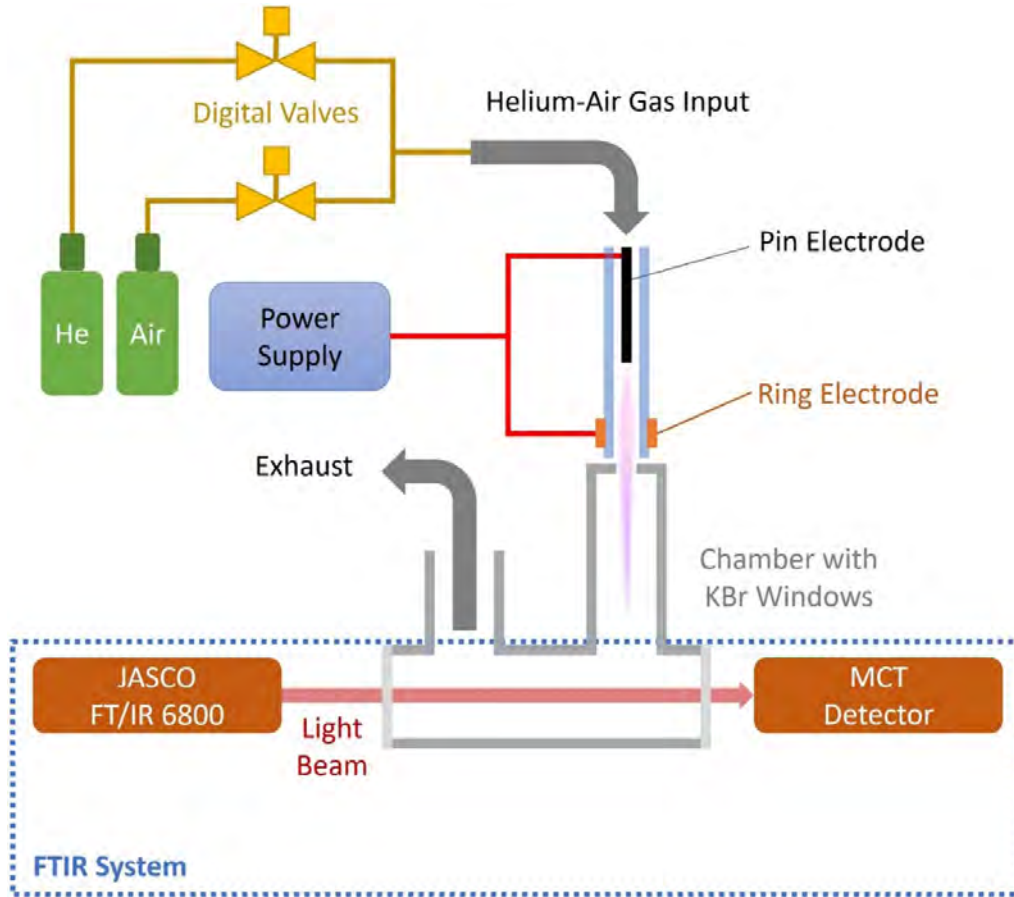 Digital Valves
Helium-Air Gas Input
Pin Electrode
He
Air
Power
Supply
Ring Electrode
Exhaust
Chamber with
KBr Windows
JASCO
FT/IR 6800
Light
Beam
MCT
Detector
FTIR System